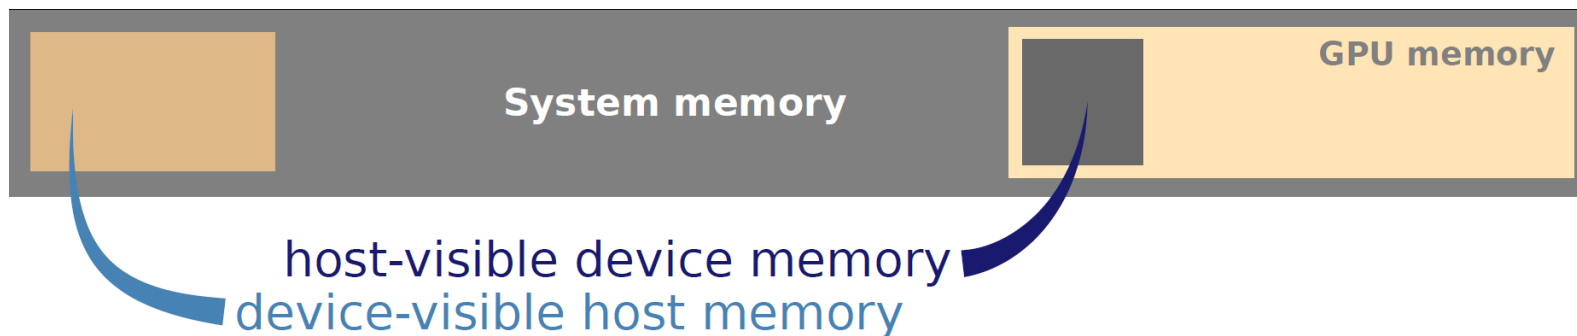 GPU memory
System memory
host-visible device memory
device-visible host memory